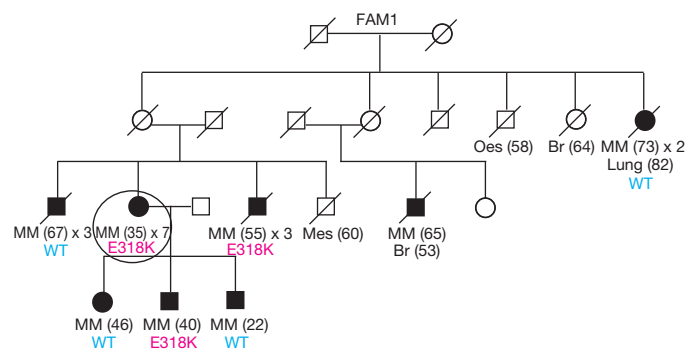 FAM1
Oes (58) Br (64) MM (73) x 2
Lung (82)
WT
MM (67) x 3 MM (35) x 7 MM (55) x 3 Mes (60) MM (65)
WT E318K E318K Br (53)
MM (46) MM (40) MM (22)
WT E318K WT